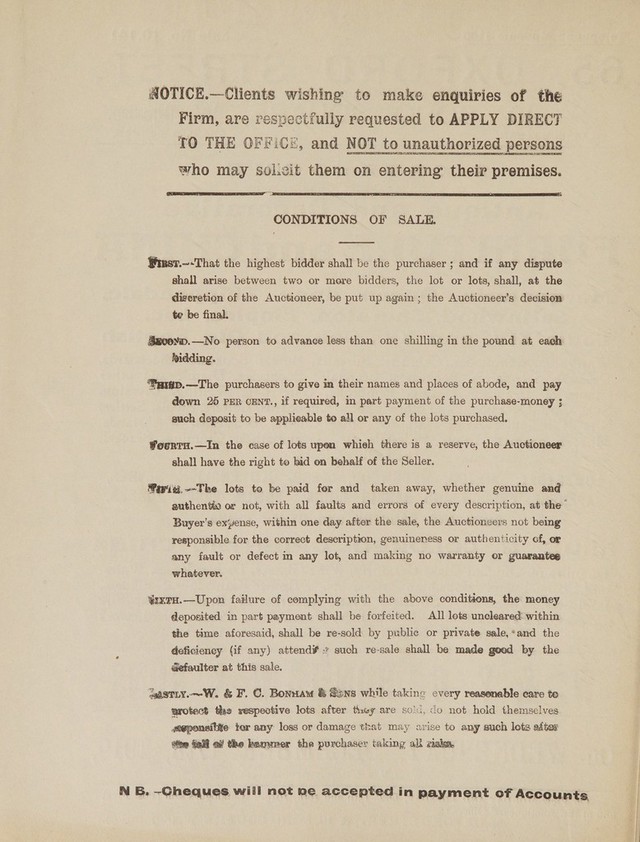 NOTICE.—Clients wishing to make enquiries of the
Firm, are respectfully requested to APPLY DIRECT
TO THE OFFICE, and NOT to unauthorized persons
who may solicit them on entering their premises.
CONDITIONS OF SALE.
FIRST.—That the highest bidder shall be the purchaser; and if any dispute
shall arise between two or more bidders, the lot or lots, shall, at the
discretion of the Auctioneer, be put up again; the Auctioneer's decision
to be final.
SECOND.—No person to advance less than one shilling in the pound at each
bidding.
THIRD.—The purchasers to give in their names and places of abode, and pay
down 25 PER CENT., if required, in part payment of the purchase-money;
such deposit to be applicable to all or any of the lots purchased.
FOURTH.—In the case of lots upon which there is a reserve, the Auctioneer
shall have the right to bid on behalf of the Seller.
FIFTH.—The lots to be paid for and taken away, whether genuine and
authentic or not, with all faults and errors of every description, at the
Buyer's expense, within one day after the sale, the Auctioneers not being
responsible for the correct description, genuineness or authenticity of, or
any fault or defect in any lot, and making no warranty or guarantee
whatever.
SIXTH.—Upon failure of complying with the above conditions, the money
deposited in part payment shall be forfeited. All lots uncleared within
the time aforesaid, shall be re-sold by public or private sale, and the
deficiency (if any) attending such re-sale shall be made good by the
defaulter at this sale.
LASTLY.—W. & F. C. BONHAM & SONS while taking every reasonable care to
protect the respective lots after they are sold, do not hold themselves
responsible for any loss or damage that may arise to any such lots after
the fall of the hammer the purchaser taking all risks.
N B.—Cheques will not be accepted in payment of Accounts